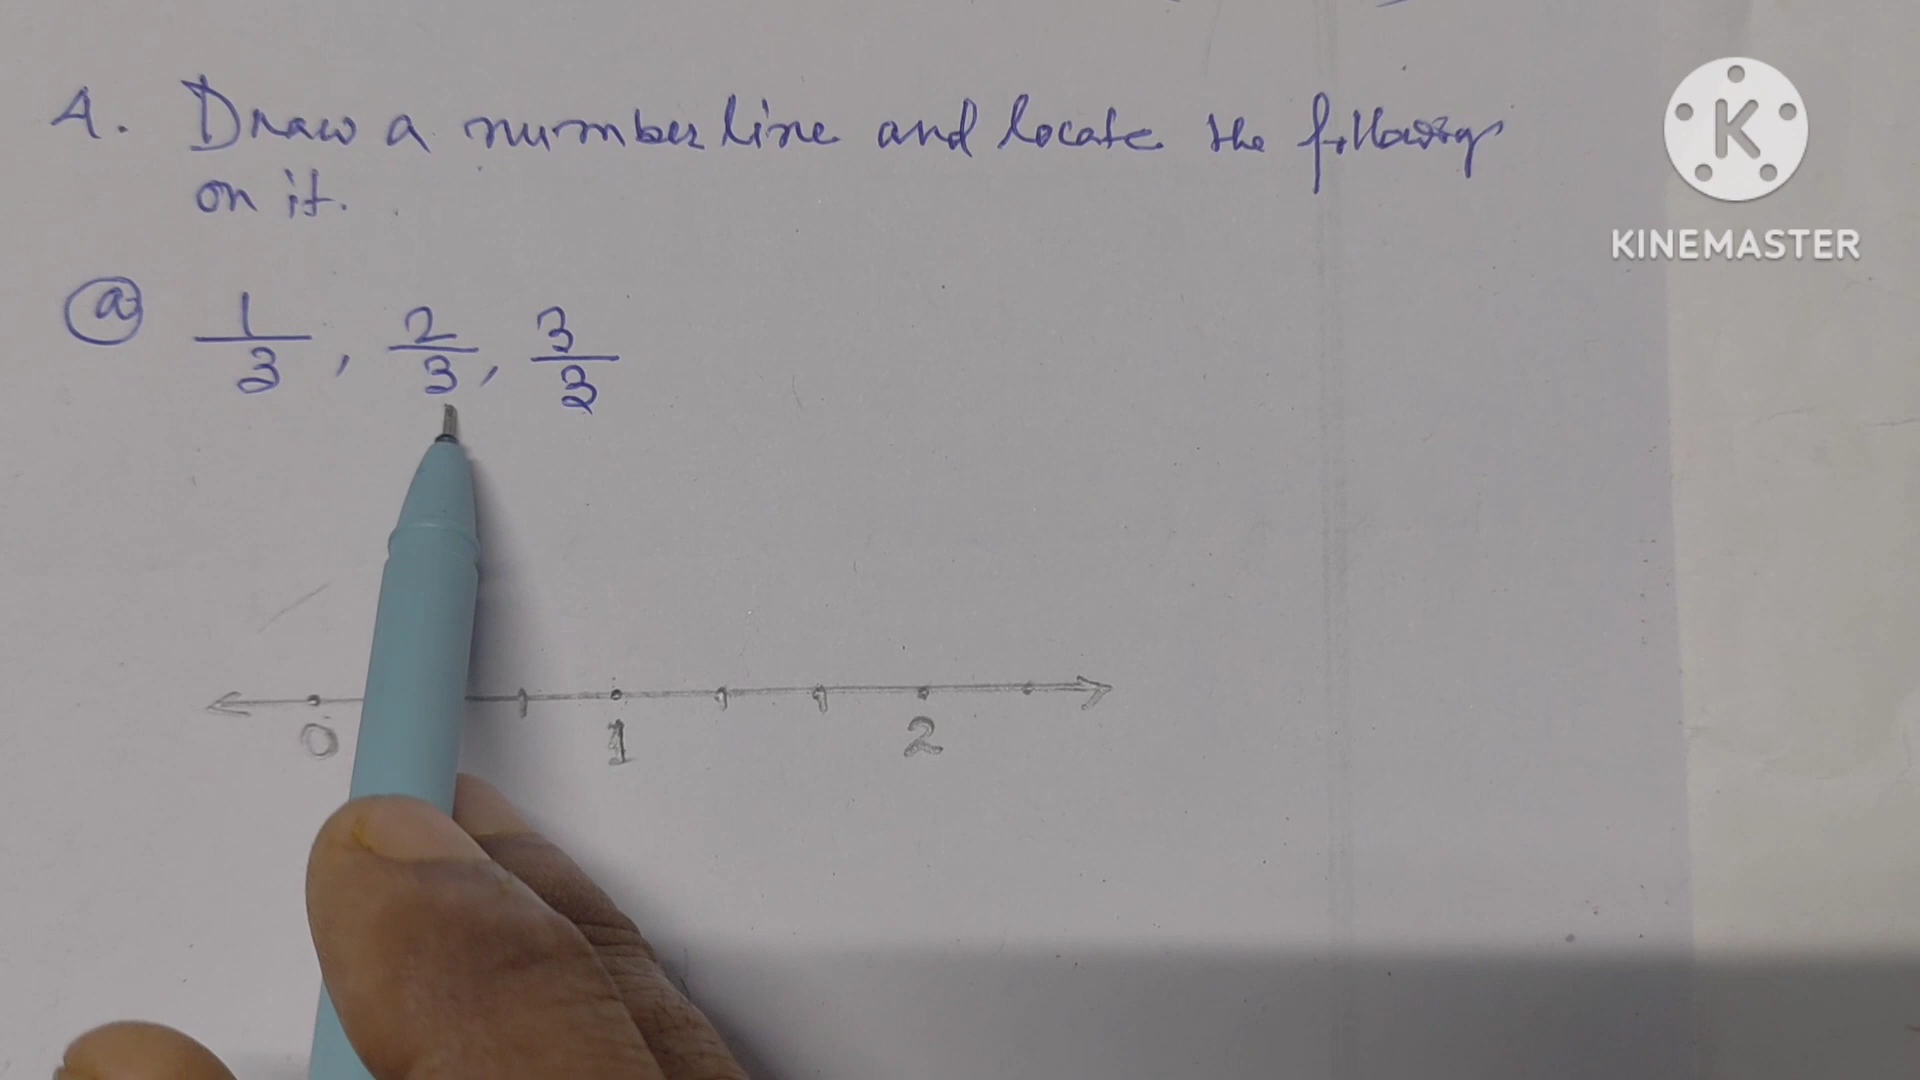 4. Draw a number line and locate the following
on it.
(a) 1/3, 2/3, 3/3
0 1 2
K
KINEMASTER